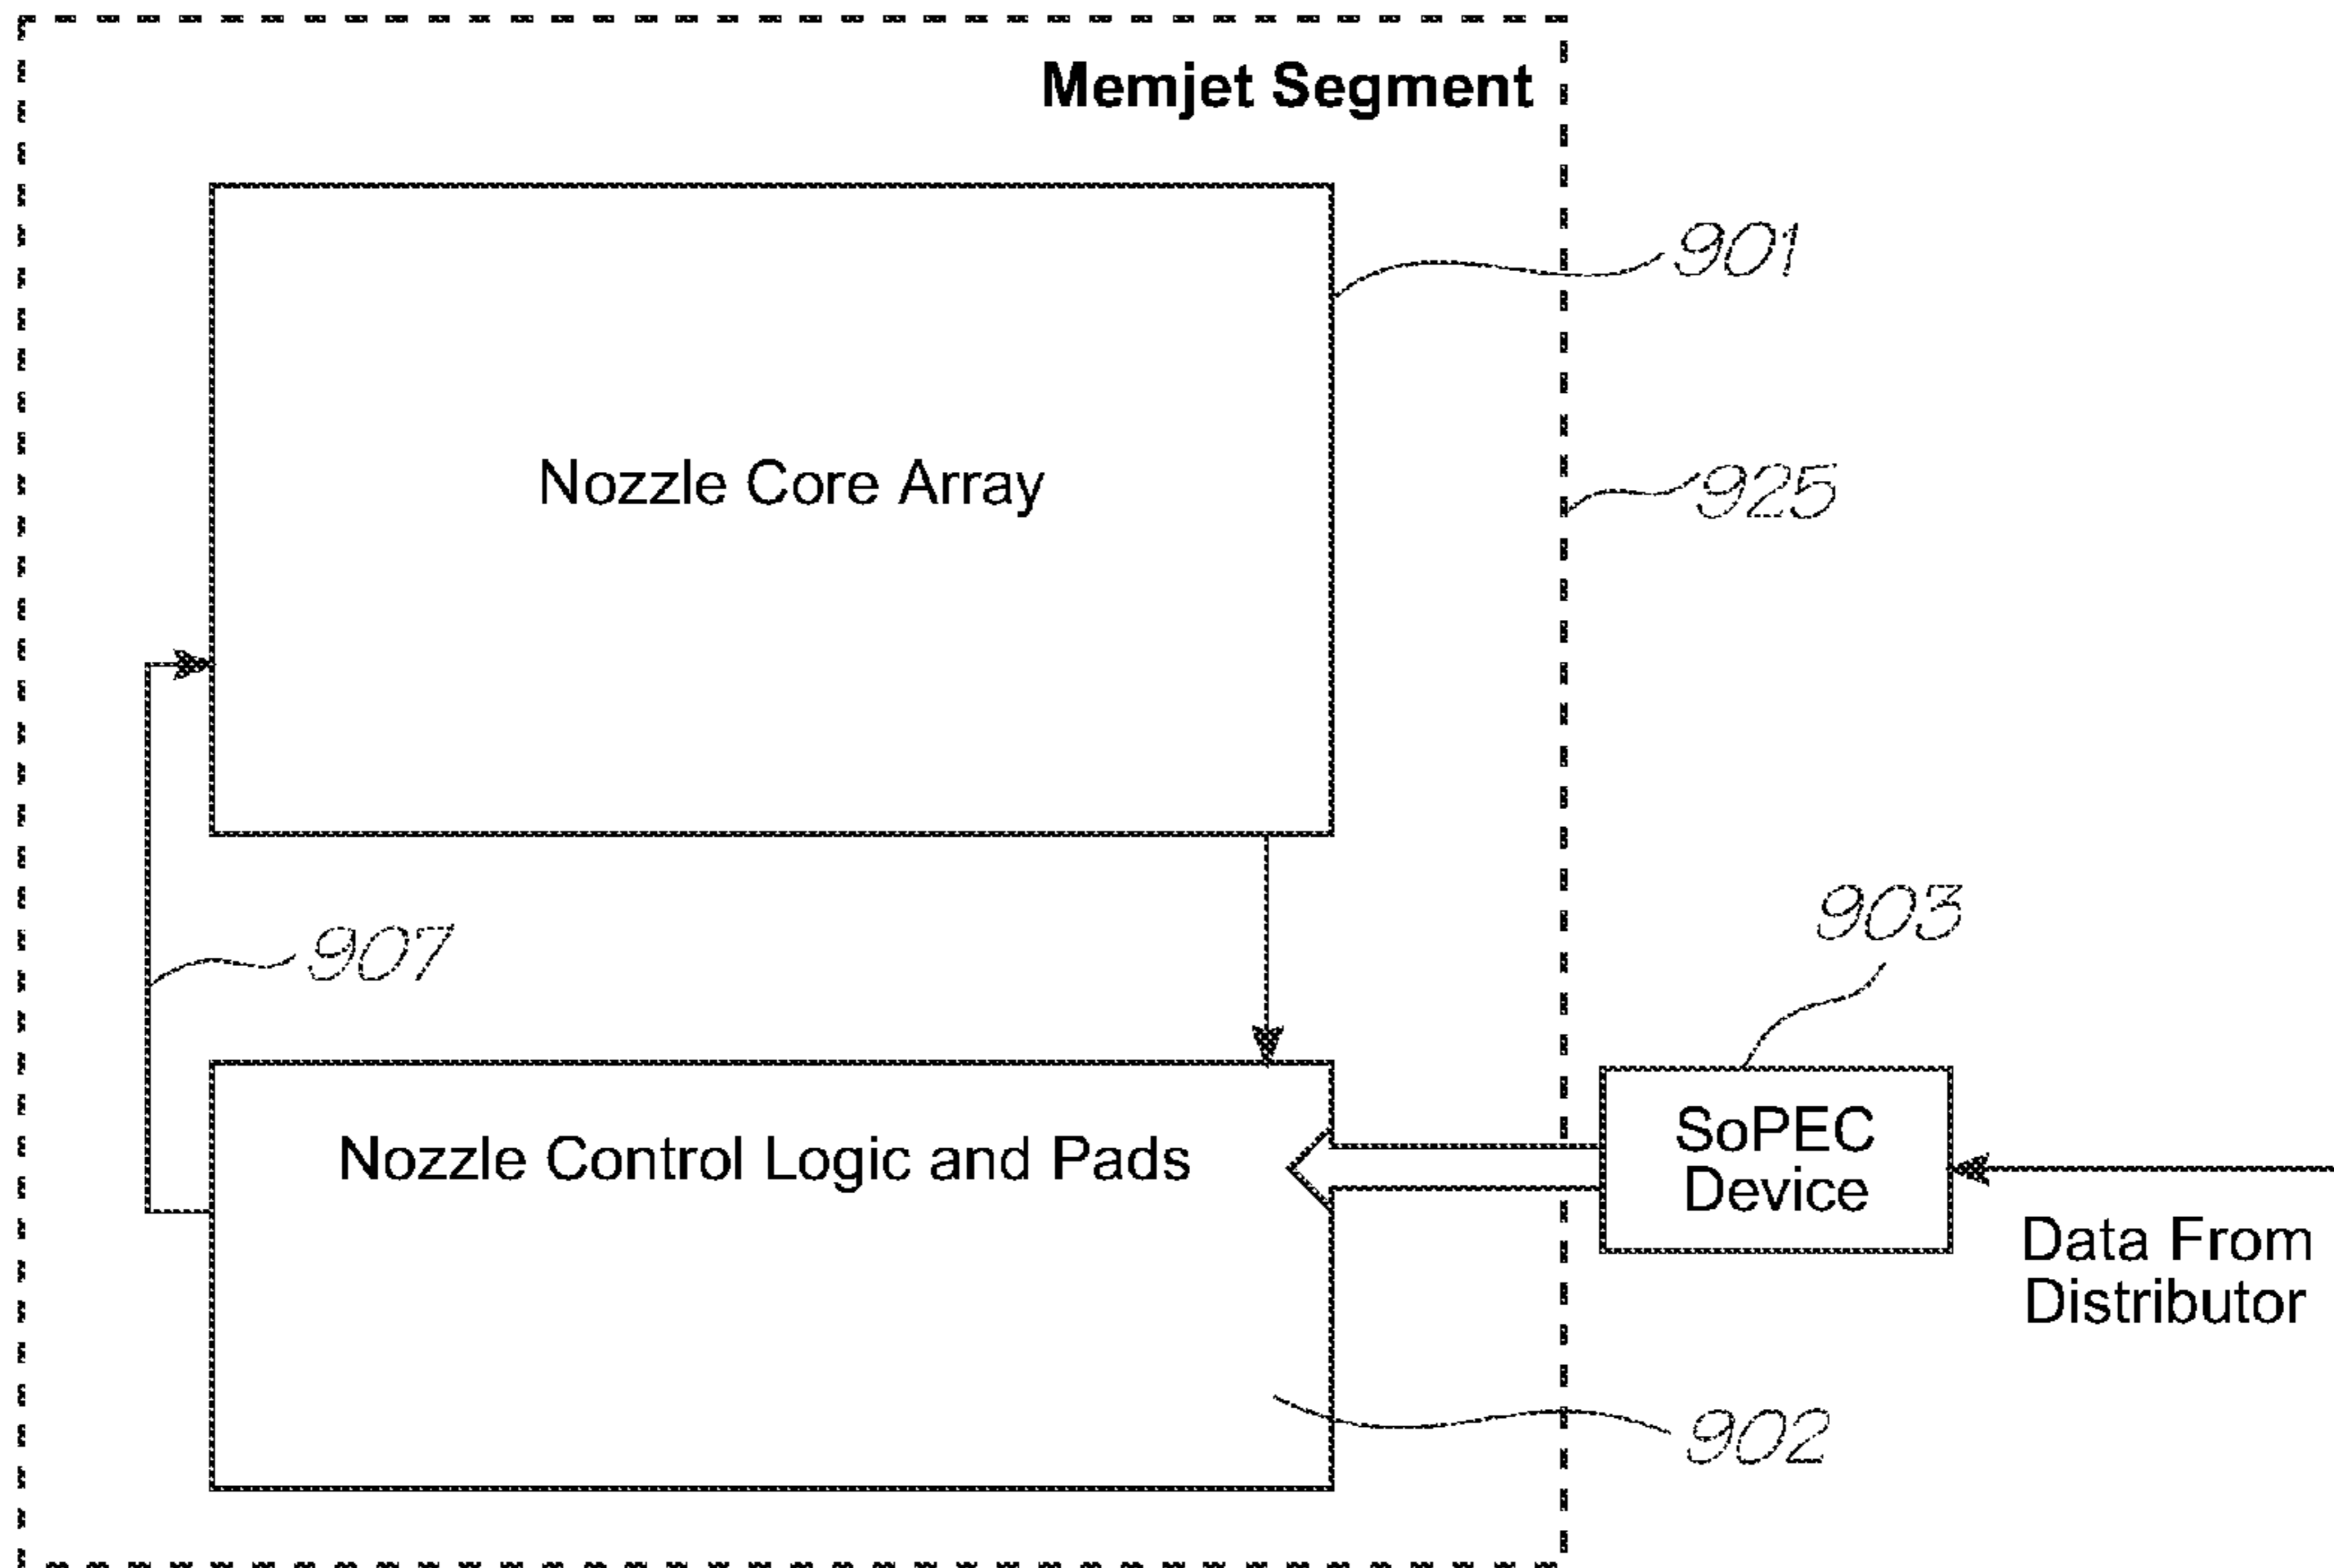 Memjet Segment
901
Nozzle Core Array
925
903
907
SoPEC
Device
Nozzle Control Logic and Pads
Data From
Distributor
902